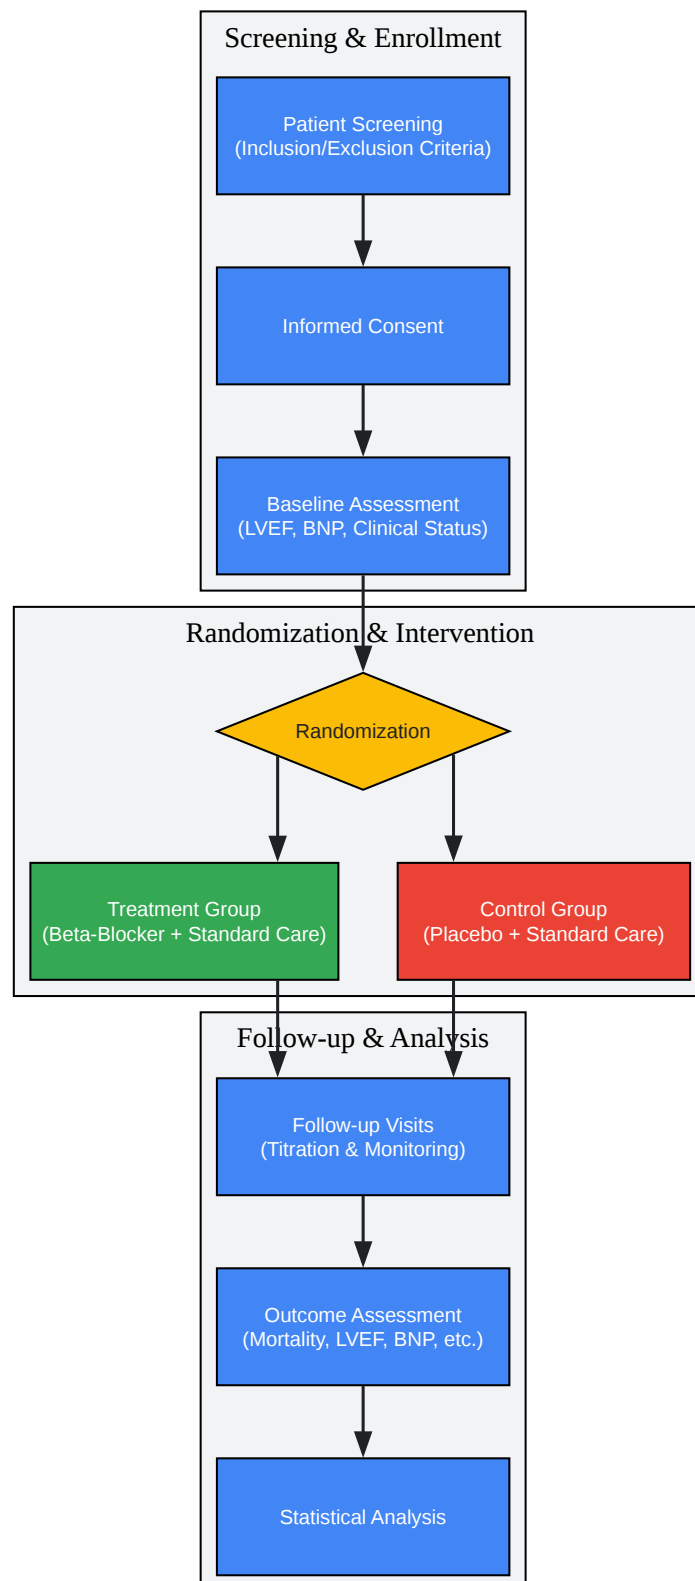 Screening & Enrollment
Patient Screening
(Inclusion/Exclusion Criteria)
Informed Consent
Baseline Assessment
(LVEF, BNP, Clinical Status)
Randomization & Intervention
Randomization
Treatment Group
(Beta-Blocker + Standard Care)
Control Group
(Placebo + Standard Care)
Follow-up & Analysis
Follow-up Visits
(Titration & Monitoring)
Outcome Assessment
(Mortality, LVEF, BNP, etc.)
Statistical Analysis